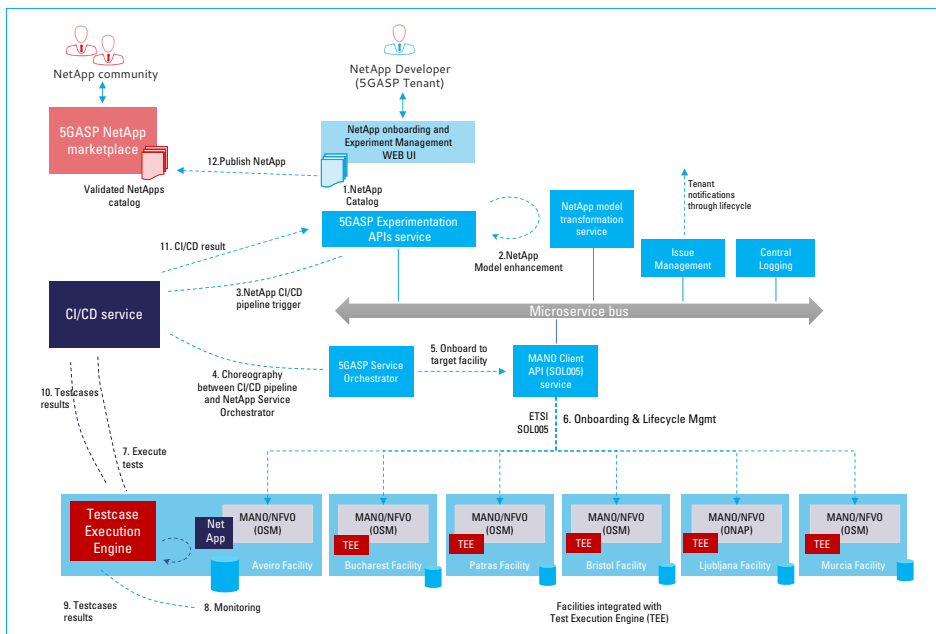 NetApp community
NetApp Developer
(5GASP Tenant)
5GASP NetApp
marketplace
NetApp onboarding and
Experiment Management
WEB UI
12.Publish NetApp
Validated NetApps
catalog
1.NetApp
Catalog
Tenant
notifications
through lifecycle
NetApp model
transformation
service
5GASP Experimentation
APIs service
11. CI/CD result
2.NetApp
Model enhancement
Issue
Management
Central
Logging
3.NetApp CI/CD
pipeline trigger
CI/CD service
Microservice bus
5GASP Service
Orchestrator
5. Onboard to
target facility
MANO Client
API (SOL005)
service
4. Choreography
between CI/CD pipeline
and NetApp Service
Orchestrator
10. Testcases
results
ETSI
SOL005
6. Onboarding & Lifecycle Mgmt
7. Execute
tests
Testcase
Execution
Engine
Net
App
MANO/NFVO
(OSM)
Aveiro Facility
MANO/NFVO
(OSM)
TEE
Bucharest Facility
MANO/NFVO
(OSM)
TEE
Patras Facility
MANO/NFVO
(OSM)
TEE
Bristol Facility
MANO/NFVO
(ONAP)
TEE
Ljubljana Facility
MANO/NFVO
(OSM)
TEE
Murcia Facility
9. Testcases
results
8. Monitoring
Facilities integrated with
Test Execution Engine (TEE)